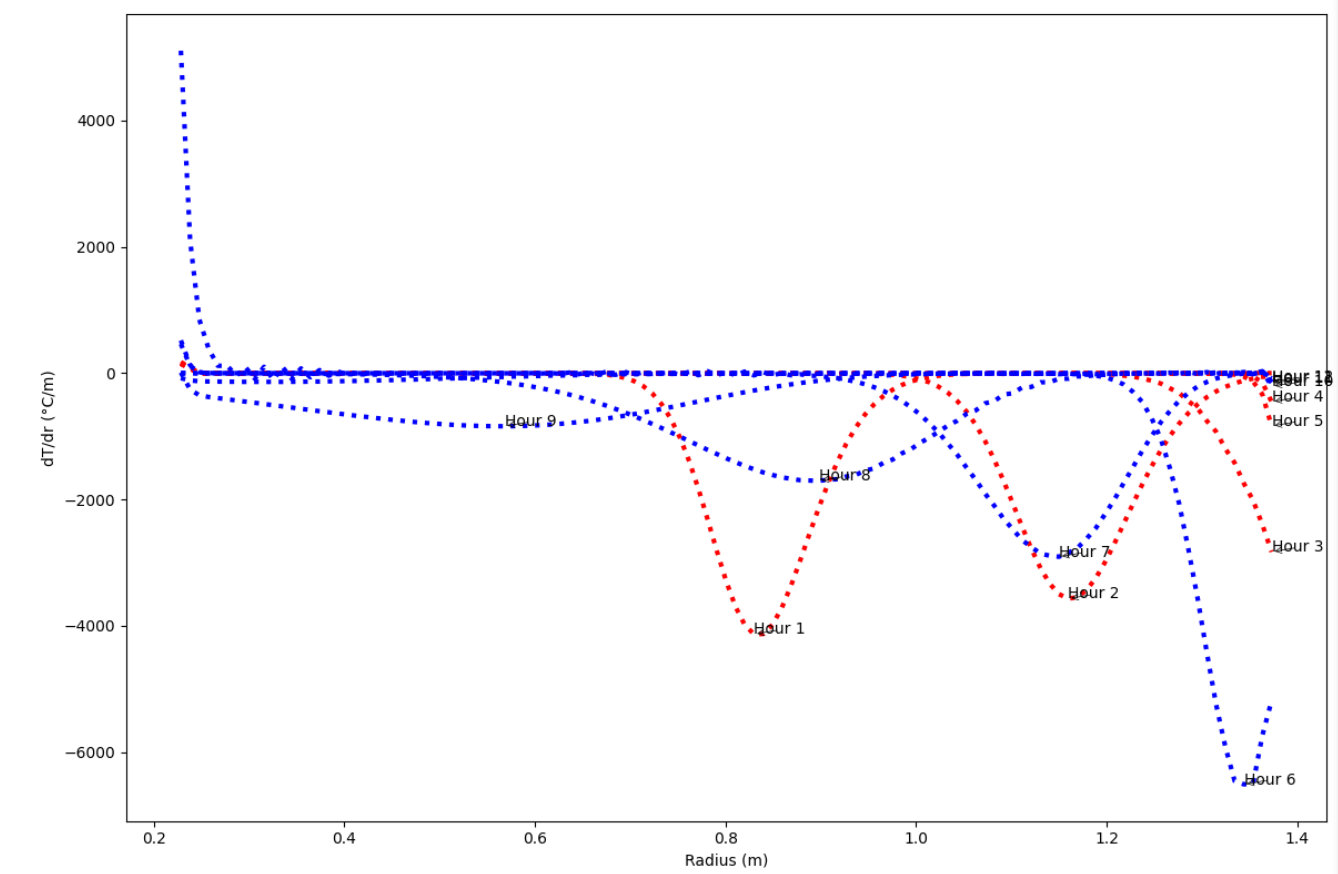 4000
2000
0
−2000
−4000
−6000
dT/dr (°C/m)
Hour 4
Hour 5
Hour 9
Hour 8
Hour 3
Hour 7
Hour 2
Hour 1
Hour 6
0.2 0.4 0.6 0.8 1.0 1.2 1.4
Radius (m)